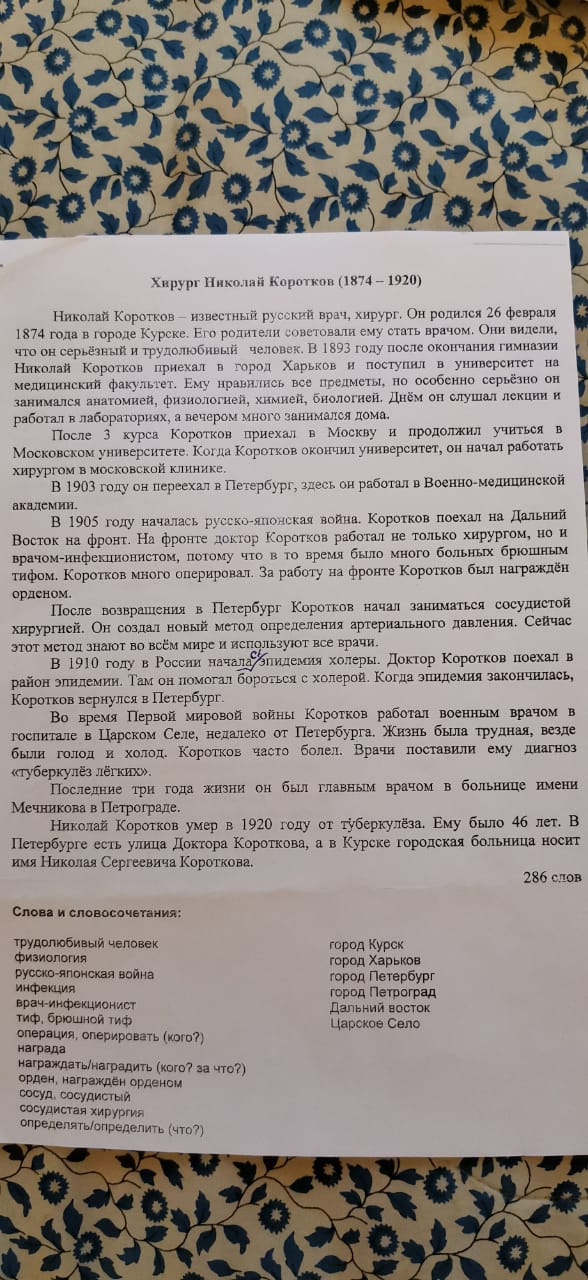 Хирург Николай Коротков (1874 – 1920)
Николай Коротков – известный русский врач, хирург. Он родился 26 февраля
1874 года в городе Курске. Его родители советовали ему стать врачом. Они видели,
что он серьёзный и трудолюбивый человек. В 1893 году после окончания гимназии
Николай Коротков приехал в город Харьков и поступил в университет на
медицинский факультет. Ему нравились все предметы, но особенно серьёзно он
занимался анатомией, физиологией, химией, биологией. Днём он слушал лекции и
работал в лабораториях, а вечером много занимался дома.
После 3 курса Коротков приехал в Москву и продолжил учиться в
Московском университете. Когда Коротков окончил университет, он начал работать
хирургом в московской клинике.
В 1903 году он переехал в Петербург, здесь он работал в Военно-медицинской
академии.
В 1905 году началась русско-японская война. Коротков поехал на Дальний
Восток на фронт. На фронте доктор Коротков работал не только хирургом, но и
врачом-инфекционистом, потому что в то время было много больных брюшным
тифом. Коротков много оперировал. За работу на фронте Коротков был награждён
орденом.
После возвращения в Петербург Коротков начал заниматься сосудистой
хирургией. Он создал новый метод определения артериального давления. Сейчас
этот метод знают во всём мире и используют все врачи.
В 1910 году в России началась эпидемия холеры. Доктор Коротков поехал в
район эпидемии. Там он помогал бороться с холерой. Когда эпидемия закончилась,
Коротков вернулся в Петербург.
Во время Первой мировой войны Коротков работал военным врачом в
госпитале в Царском Селе, недалеко от Петербурга. Жизнь была трудная, везде
были голод и холод. Коротков часто болел. Врачи поставили ему диагноз
«туберкулёз лёгких».
Последние три года жизни он был главным врачом в больнице имени
Мечникова в Петрограде.
Николай Коротков умер в 1920 году от туберкулёза. Ему было 46 лет. В
Петербурге есть улица Доктора Короткова, а в Курске городская больница носит
имя Николая Сергеевича Короткова.
286 слов
Слова и словосочетания:
трудолюбивый человек
физиология
русско-японская война
инфекция
врач-инфекционист
тиф, брюшной тиф
операция, оперировать (кого?)
награда
награждать/наградить (кого? за что?)
орден, награждён орденом
сосуд, сосудистый
сосудистая хирургия
определять/определить (что?)
город Курск
город Харьков
город Петербург
город Петроград
Дальний восток
Царское Село